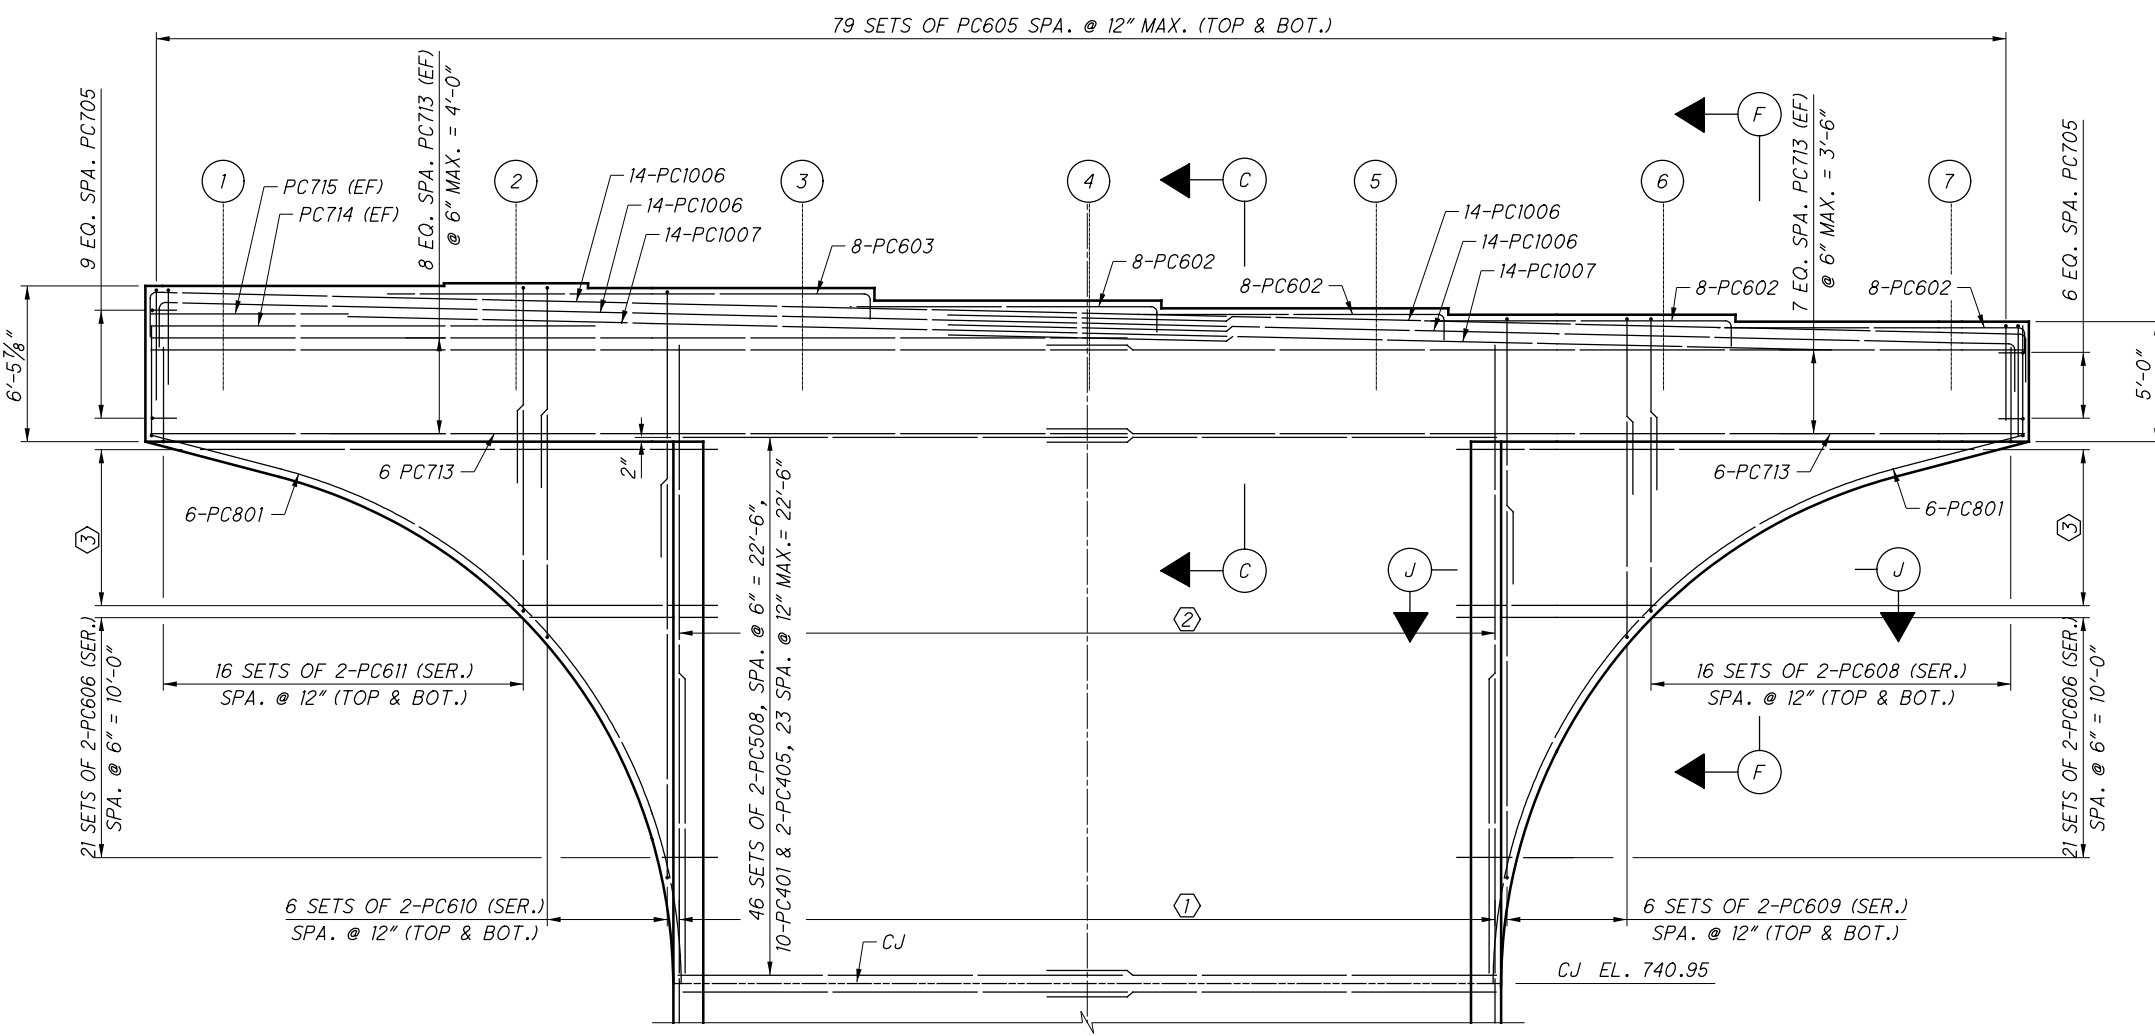 79 SETS OF PC605 SPA. @ 12" MAX. (TOP & BOT.)
9 EQ. SPA. PC705
8 EQ. SPA. PC713 (EF)
@ 6" MAX. = 4'-0"
7 EQ. SPA. PC713 (EF)
@ 6" MAX. = 3'-6"
6 EQ. SPA. PC705
F
1
2
3
4
C
5
6
7
PC715 (EF)
PC714 (EF)
14-PC1006
14-PC1006
14-PC1007
8-PC603
8-PC602
8-PC602
14-PC1006
14-PC1006
14-PC1007
8-PC602
8-PC602
6'-5⅞"
5'-0"
6 PC713
2"
6-PC713
6-PC801
6-PC801
3
3
C
J
J
2
46 SETS OF 2-PC508, SPA. @ 6" = 22'-6",
10-PC401 & 2-PC405, 23 SPA. @ 12" MAX.= 22'-6"
16 SETS OF 2-PC611 (SER.)
SPA. @ 12" (TOP & BOT.)
16 SETS OF 2-PC608 (SER.)
SPA. @ 12" (TOP & BOT.)
21 SETS OF 2-PC606 (SER.)
SPA. @ 6" = 10'-0"
21 SETS OF 2-PC606 (SER.)
SPA. @ 6" = 10'-0"
F
6 SETS OF 2-PC610 (SER.)
SPA. @ 12" (TOP & BOT.)
1
6 SETS OF 2-PC609 (SER.)
SPA. @ 12" (TOP & BOT.)
CJ
CJ EL. 740.95